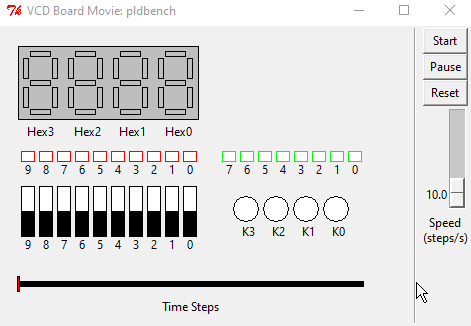 VCD Board Movie: pldbench
Start
Pause
Reset
Hex3 Hex2 Hex1 Hex0
9 8 7 6 5 4 3 2 1 0
7 6 5 4 3 2 1 0
10.0
K3 K2 K1 K0
Speed
(steps/s)
9 8 7 6 5 4 3 2 1 0
Time Steps